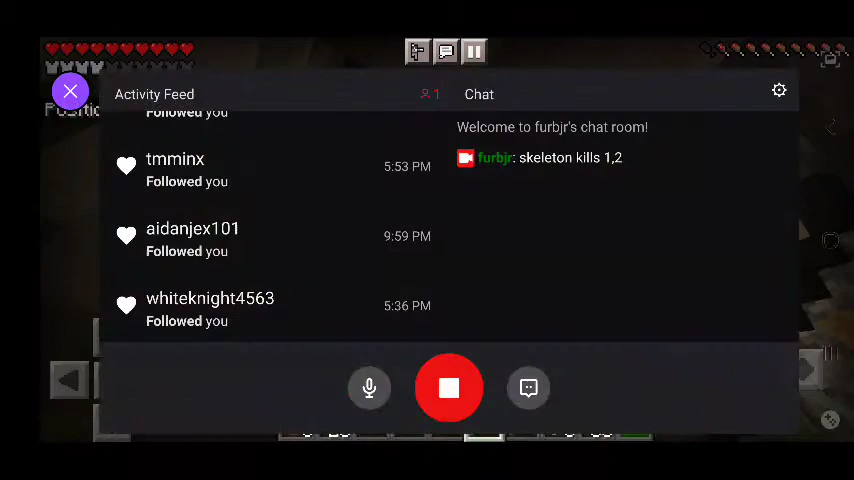 Activity Feed
1
Chat
Followed you
Welcome to furbjr's chat room!
furbjr: skeleton kills 1,2
tmminx
5:53 PM
Followed you
aidanjex101
9:59 PM
Followed you
whiteknight4563
5:36 PM
Followed you